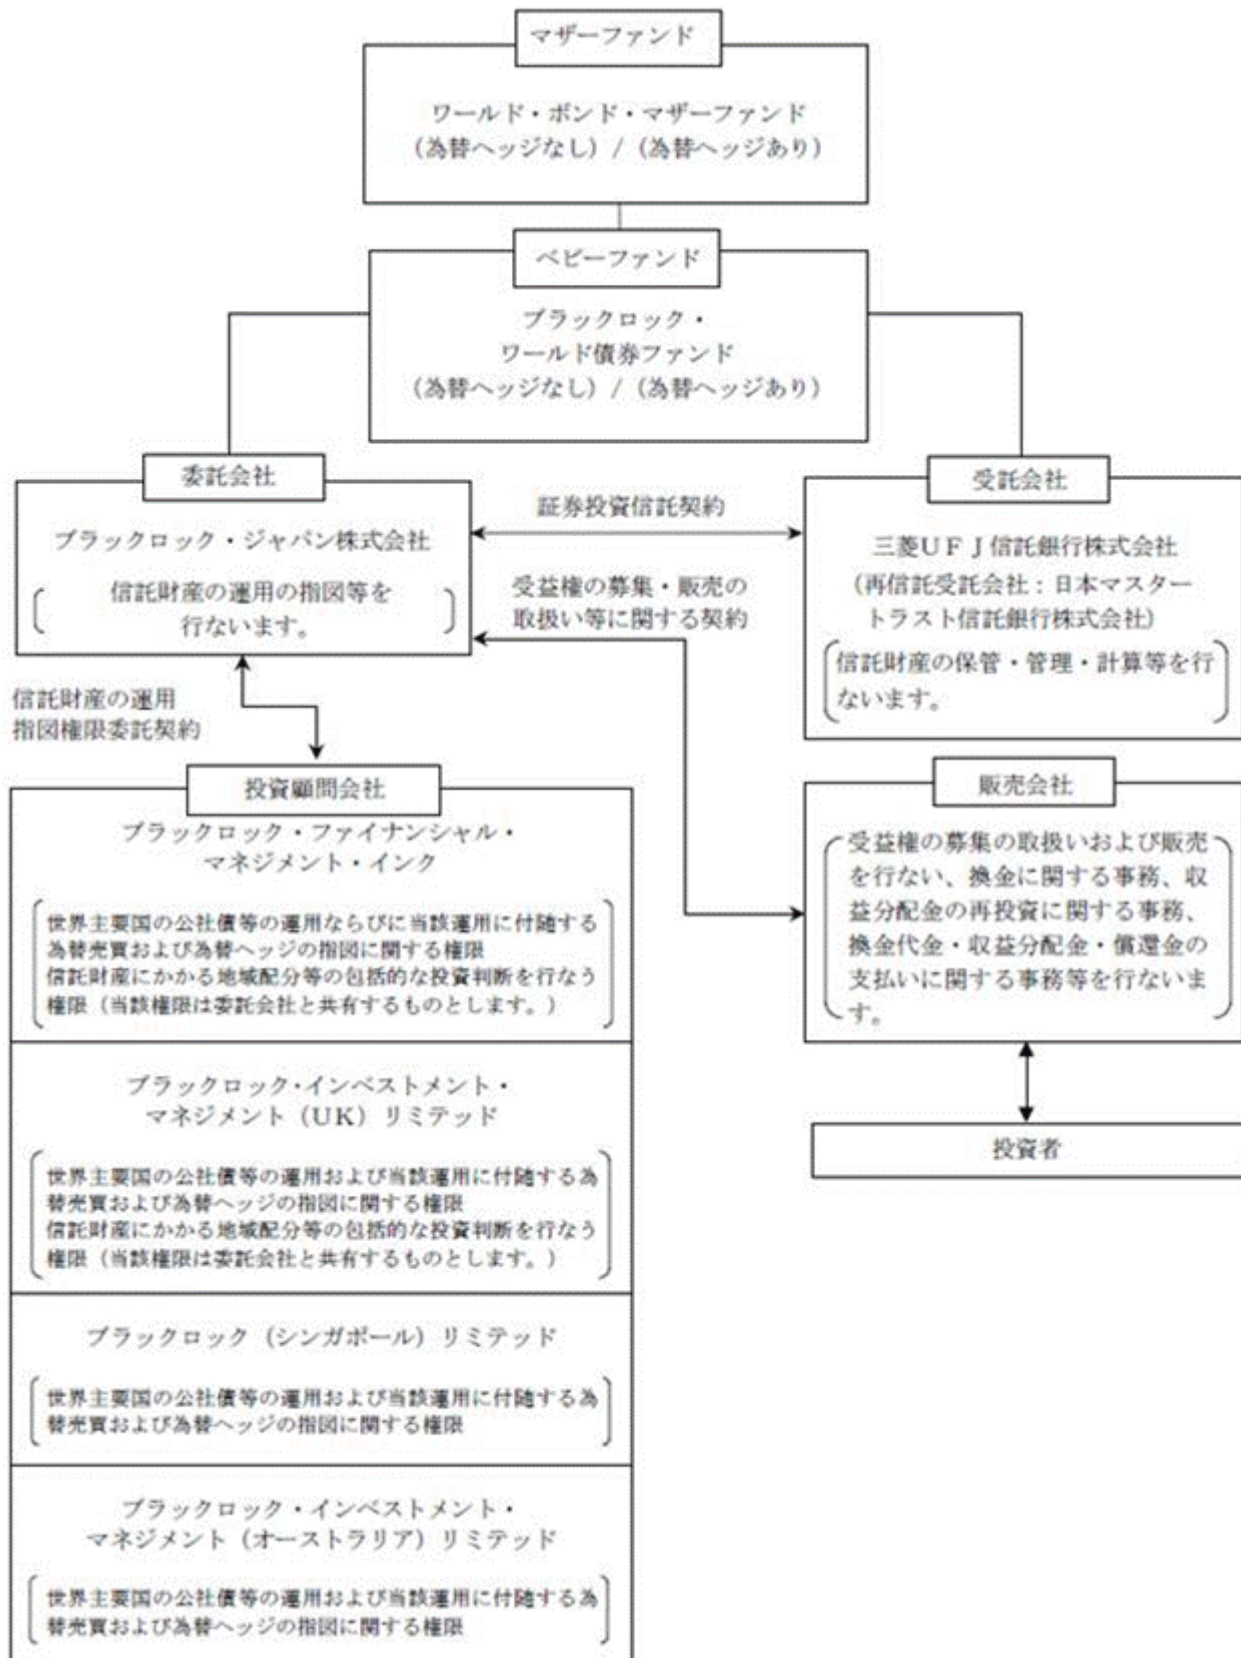 マザーファンド
ワールド・ボンド・マザーファンド
（為替ヘッジなし）/（為替ヘッジあり）
ベビーファンド
ブラックロック・
ワールド債券ファンド
（為替ヘッジなし）/（為替ヘッジあり）
委託会社
ブラックロック・ジャパン株式会社
信託財産の運用の指図等を
行ないます。
証券投資信託契約
受益権の募集・販売の
取扱い等に関する契約
受託会社
三菱ＵＦＪ信託銀行株式会社
（再信託受託会社：日本マスター
トラスト信託銀行株式会社）
信託財産の保管・管理・計算等を行
ないます。
信託財産の運用
指図権限委託契約
投資顧問会社
ブラックロック・ファイナンシャル・
マネジメント・インク
世界主要国の公社債等の運用ならびに当該運用に付随する
為替売買および為替ヘッジの指図に関する権限
信託財産にかかる地域配分等の包括的な投資判断を行なう
権限（当該権限は委託会社と共有するものとします。）
ブラックロック・インベストメント・
マネジメント（ＵＫ）リミテッド
世界主要国の公社債等の運用および当該運用に付随する為
替売買および為替ヘッジの指図に関する権限
信託財産にかかる地域配分等の包括的な投資判断を行なう
権限（当該権限は委託会社と共有するものとします。）
ブラックロック（シンガポール）リミテッド
世界主要国の公社債等の運用および当該運用に付随する為
替売買および為替ヘッジの指図に関する権限
ブラックロック・インベストメント・
マネジメント（オーストラリア）リミテッド
世界主要国の公社債等の運用および当該運用に付随する為
替売買および為替ヘッジの指図に関する権限
販売会社
受益権の募集の取扱いおよび販売
を行ない、換金に関する事務、収
益分配金の再投資に関する事務、
換金代金・収益分配金・償還金の
支払いに関する事務等を行ないま
す。
投資者